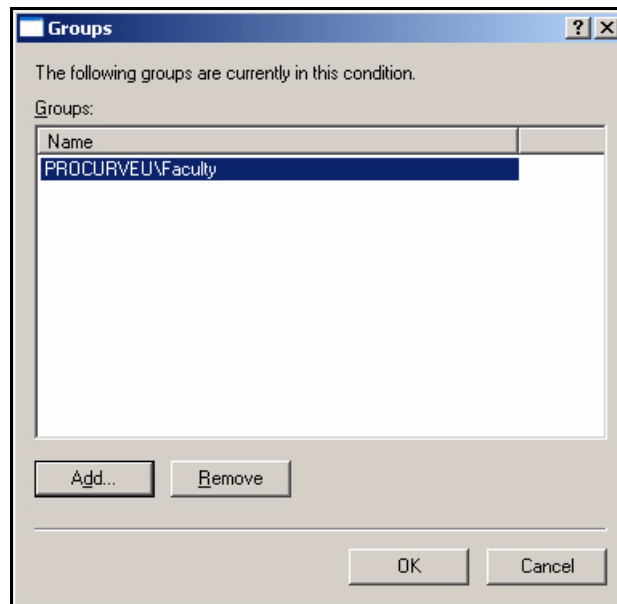 Groups
The following groups are currently in this condition.
Groups:
Name
PROCURVEU\Faculty
Add...
Remove
OK
Cancel